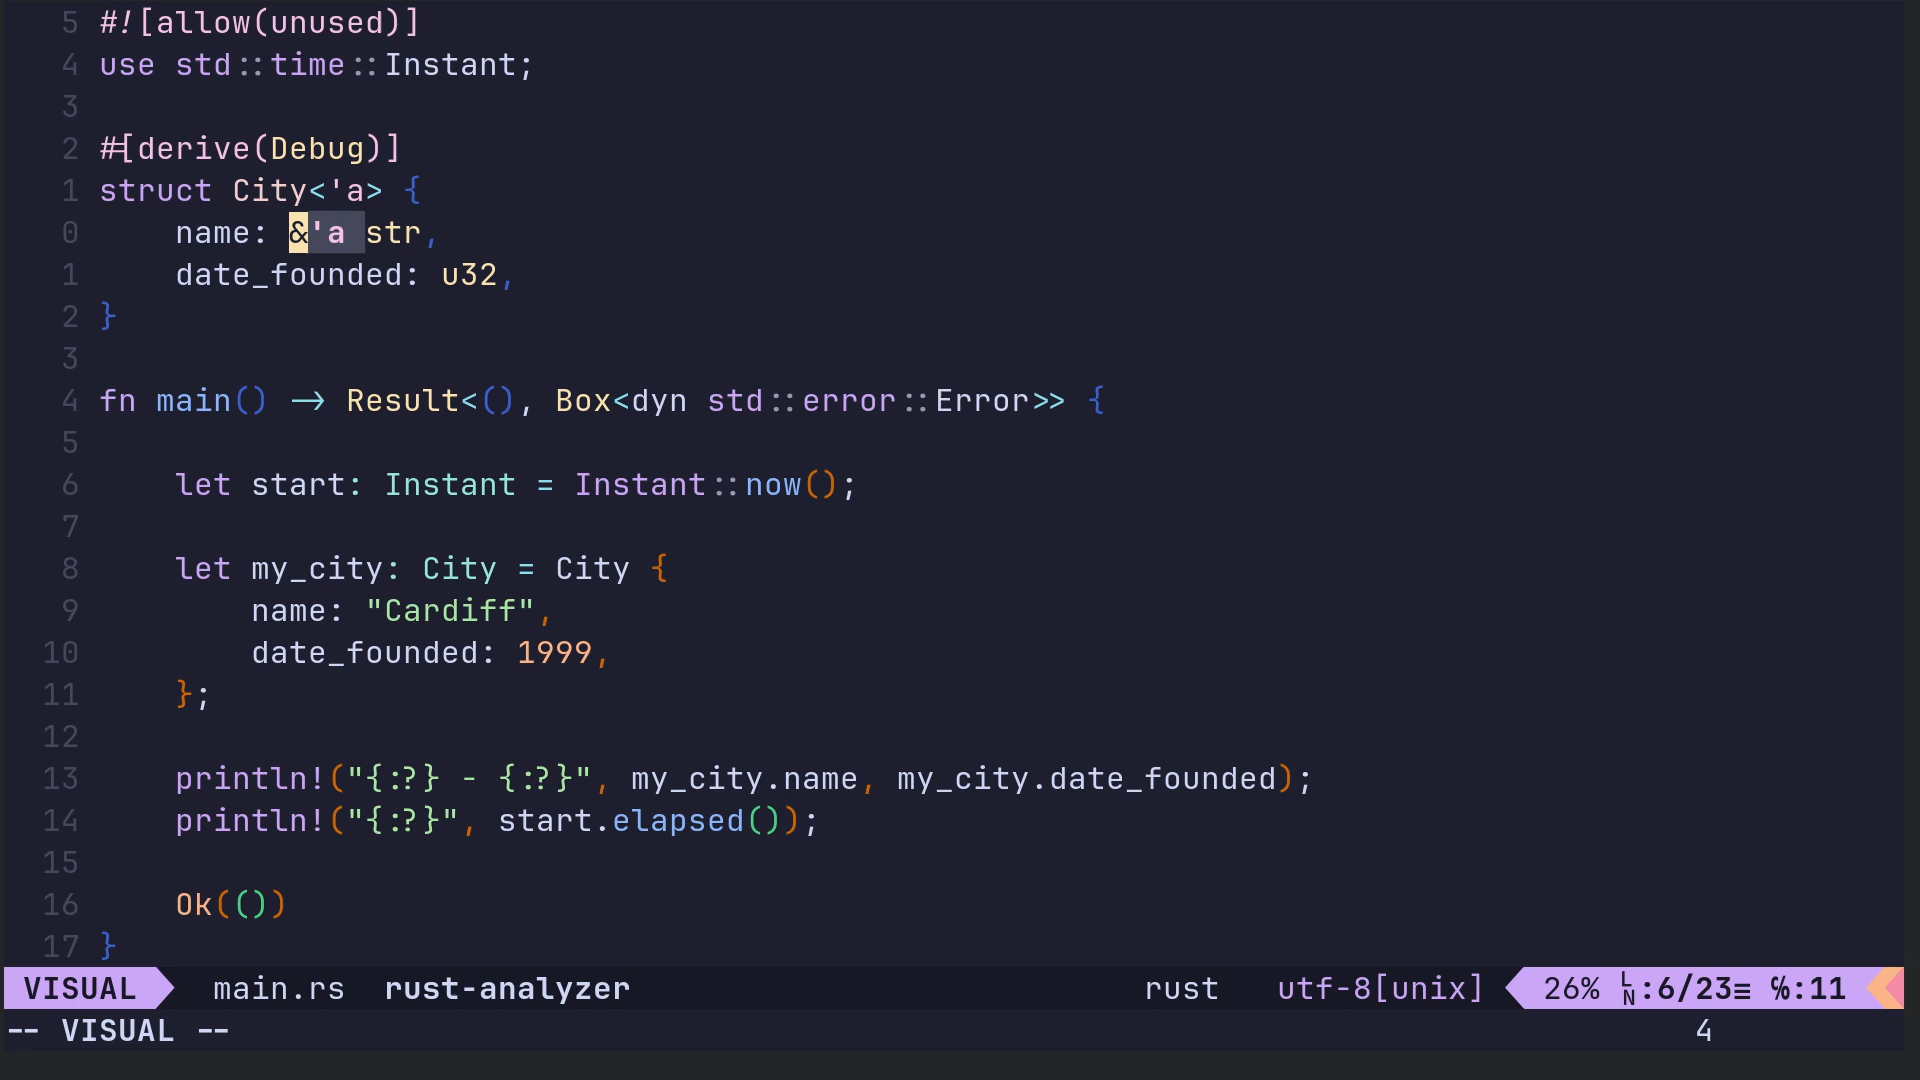 5 #![allow(unused)]
4 use std::time::Instant;
3
2 #[derive(Debug)]
1 struct City<'a> {
0     name: &'a str,
1     date_founded: u32,
2 }
3
4 fn main() -> Result<(), Box<dyn std::error::Error>> {
5
6     let start: Instant = Instant::now();
7
8     let my_city: City = City {
9         name: "Cardiff",
10         date_founded: 1999,
11     };
12
13     println!("{:?} - {:?}", my_city.name, my_city.date_founded);
14     println!("{:?}", start.elapsed());
15
16     Ok(())
17 }
VISUAL main.rs rust-analyzer rust utf-8[unix] 26% LN:6/23≡ ℅:11
-- VISUAL -- 4